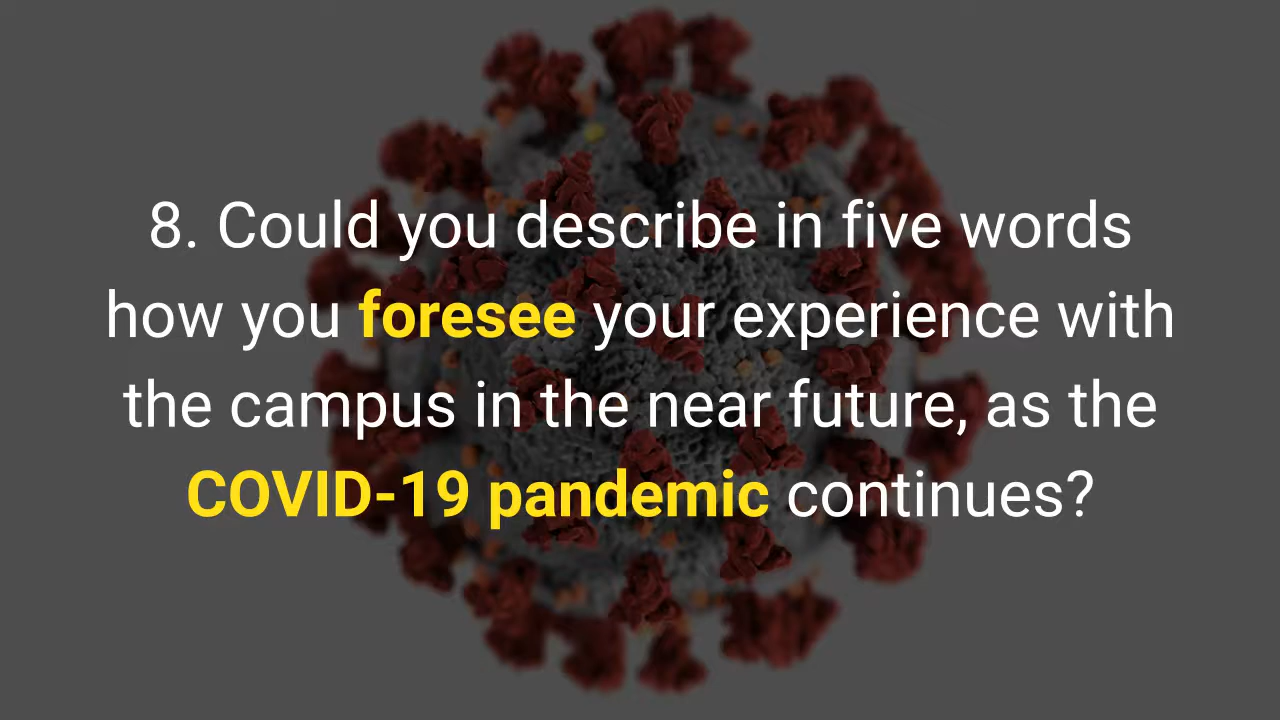 8. Could you describe in five words
how you foresee your experience with
the campus in the near future, as the
COVID-19 pandemic continues?